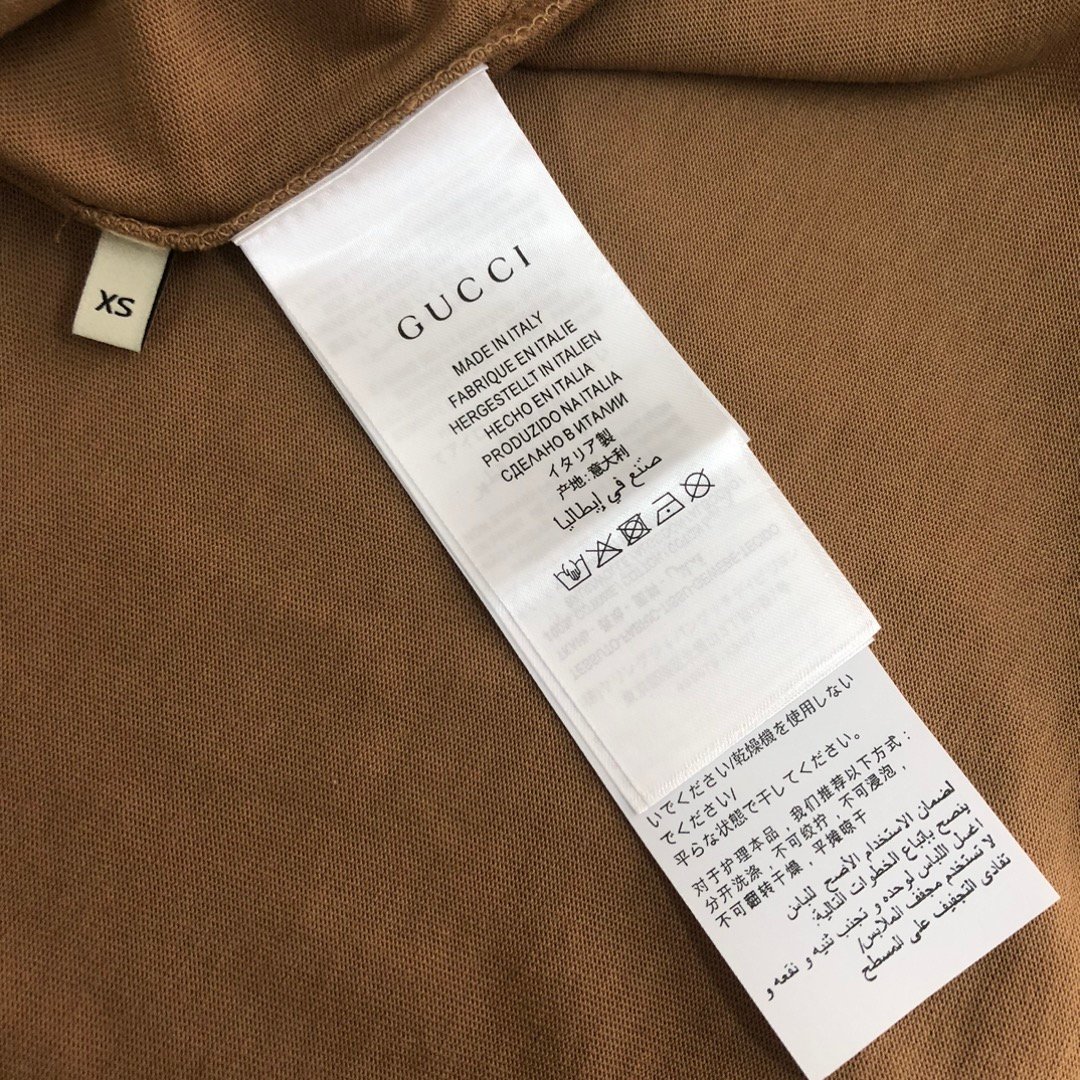 XS
GUCCI
MADE IN ITALY
FABRIQUE EN ITALIE
HERGESTELLT IN ITALIEN
HECHO EN ITALIA
PRODUZIDO NA ITALIA
СДЕЛАНО В ИТАЛИИ
イタリア製
产地:意大利
صنع في إيطاليا
いでください/乾燥機を使用しない
でください/
平らな状態で干してください。
对于护理本品，我们推荐以下方式：
分开洗涤，不可绞拧，不可浸泡，
不可翻转干燥，平摊晾干
لضمان الاستخدام الأصح للباس
ينصح بإتباع الخطوات التالية:
اغسل اللباس لوحده و تجنب ثنيه و نقعه و
لا تستخدم مجفف الملابس/
تفادى التجفيف على المسطح